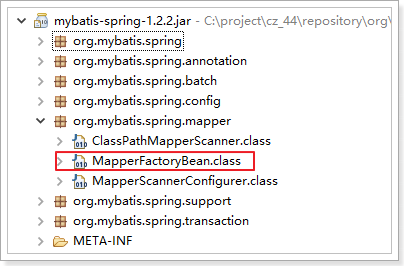 mybatis-spring-1.2.2.jar - C:\project\cz_44\repository\org\
org.mybatis.spring
org.mybatis.spring.annotation
org.mybatis.spring.batch
org.mybatis.spring.config
org.mybatis.spring.mapper
ClassPathMapperScanner.class
MapperFactoryBean.class
MapperScannerConfigurer.class
org.mybatis.spring.support
org.mybatis.spring.transaction
META-INF